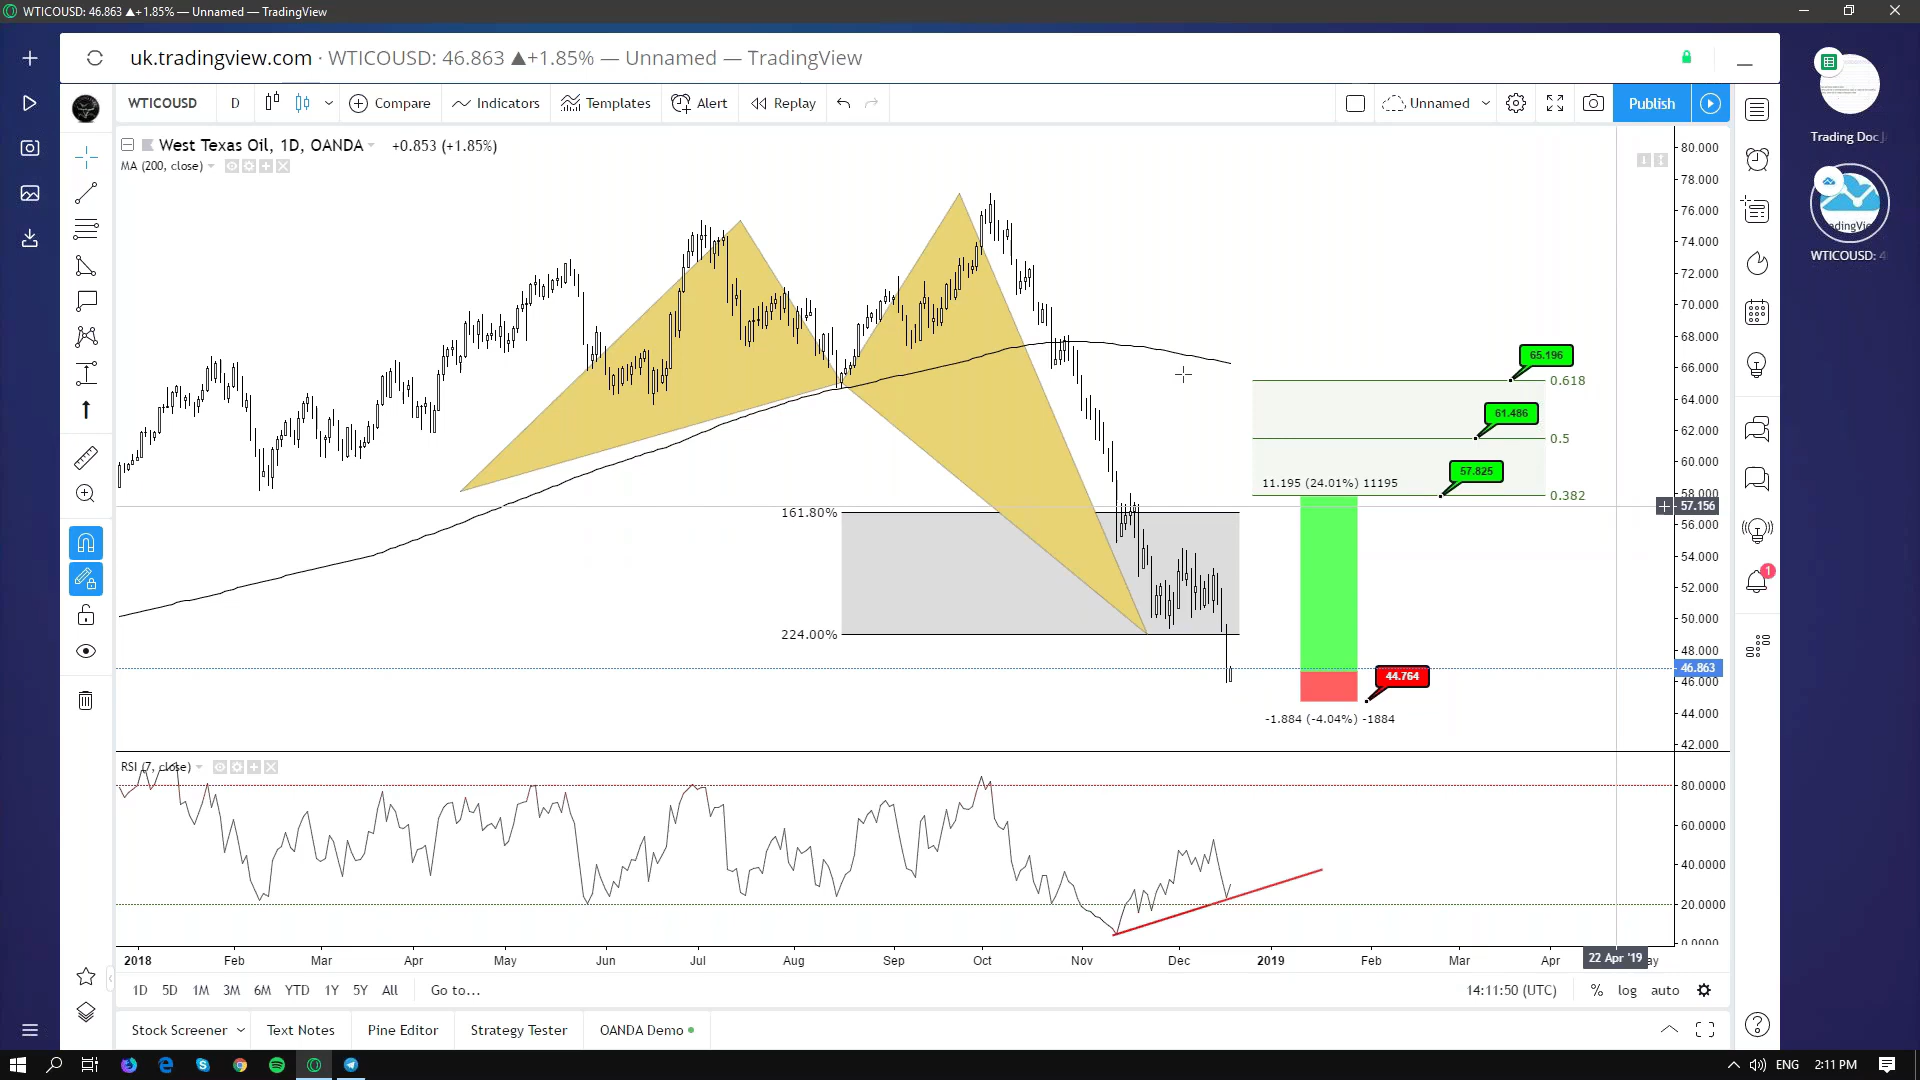 WTICOUSD: 46.863 ▲+1.85% — Unnamed — TradingView
uk.tradingview.com · WTICOUSD: 46.863 ▲+1.85% — Unnamed — TradingView
WTICOUSD D Compare Indicators Templates Alert Replay Unnamed Publish
Trading Doc
WTICOUSD: 4
West Texas Oil, 1D, OANDA +0.853 (+1.85%)
MA (200, close)
80.000
78.000
76.000
74.000
72.000
70.000
68.000
66.000
64.000
62.000
60.000
58.000
57.156
56.000
54.000
52.000
50.000
48.000
46.863
46.000
44.000
42.000
65.196
0.618
61.486
0.5
57.825
11.195 (24.01%) 11195
0.382
161.80%
224.00%
44.764
-1.884 (-4.04%) -1884
1
RSI (7, close)
80.0000
60.0000
40.0000
20.0000
0.0000
2018 Feb Mar Apr May Jun Jul Aug Sep Oct Nov Dec 2019 Feb Mar Apr 22 Apr '19
1D 5D 1M 3M 6M YTD 1Y 5Y All Go to... 14:11:50 (UTC) % log auto
Stock Screener Text Notes Pine Editor Strategy Tester OANDA Demo
ENG 2:11 PM